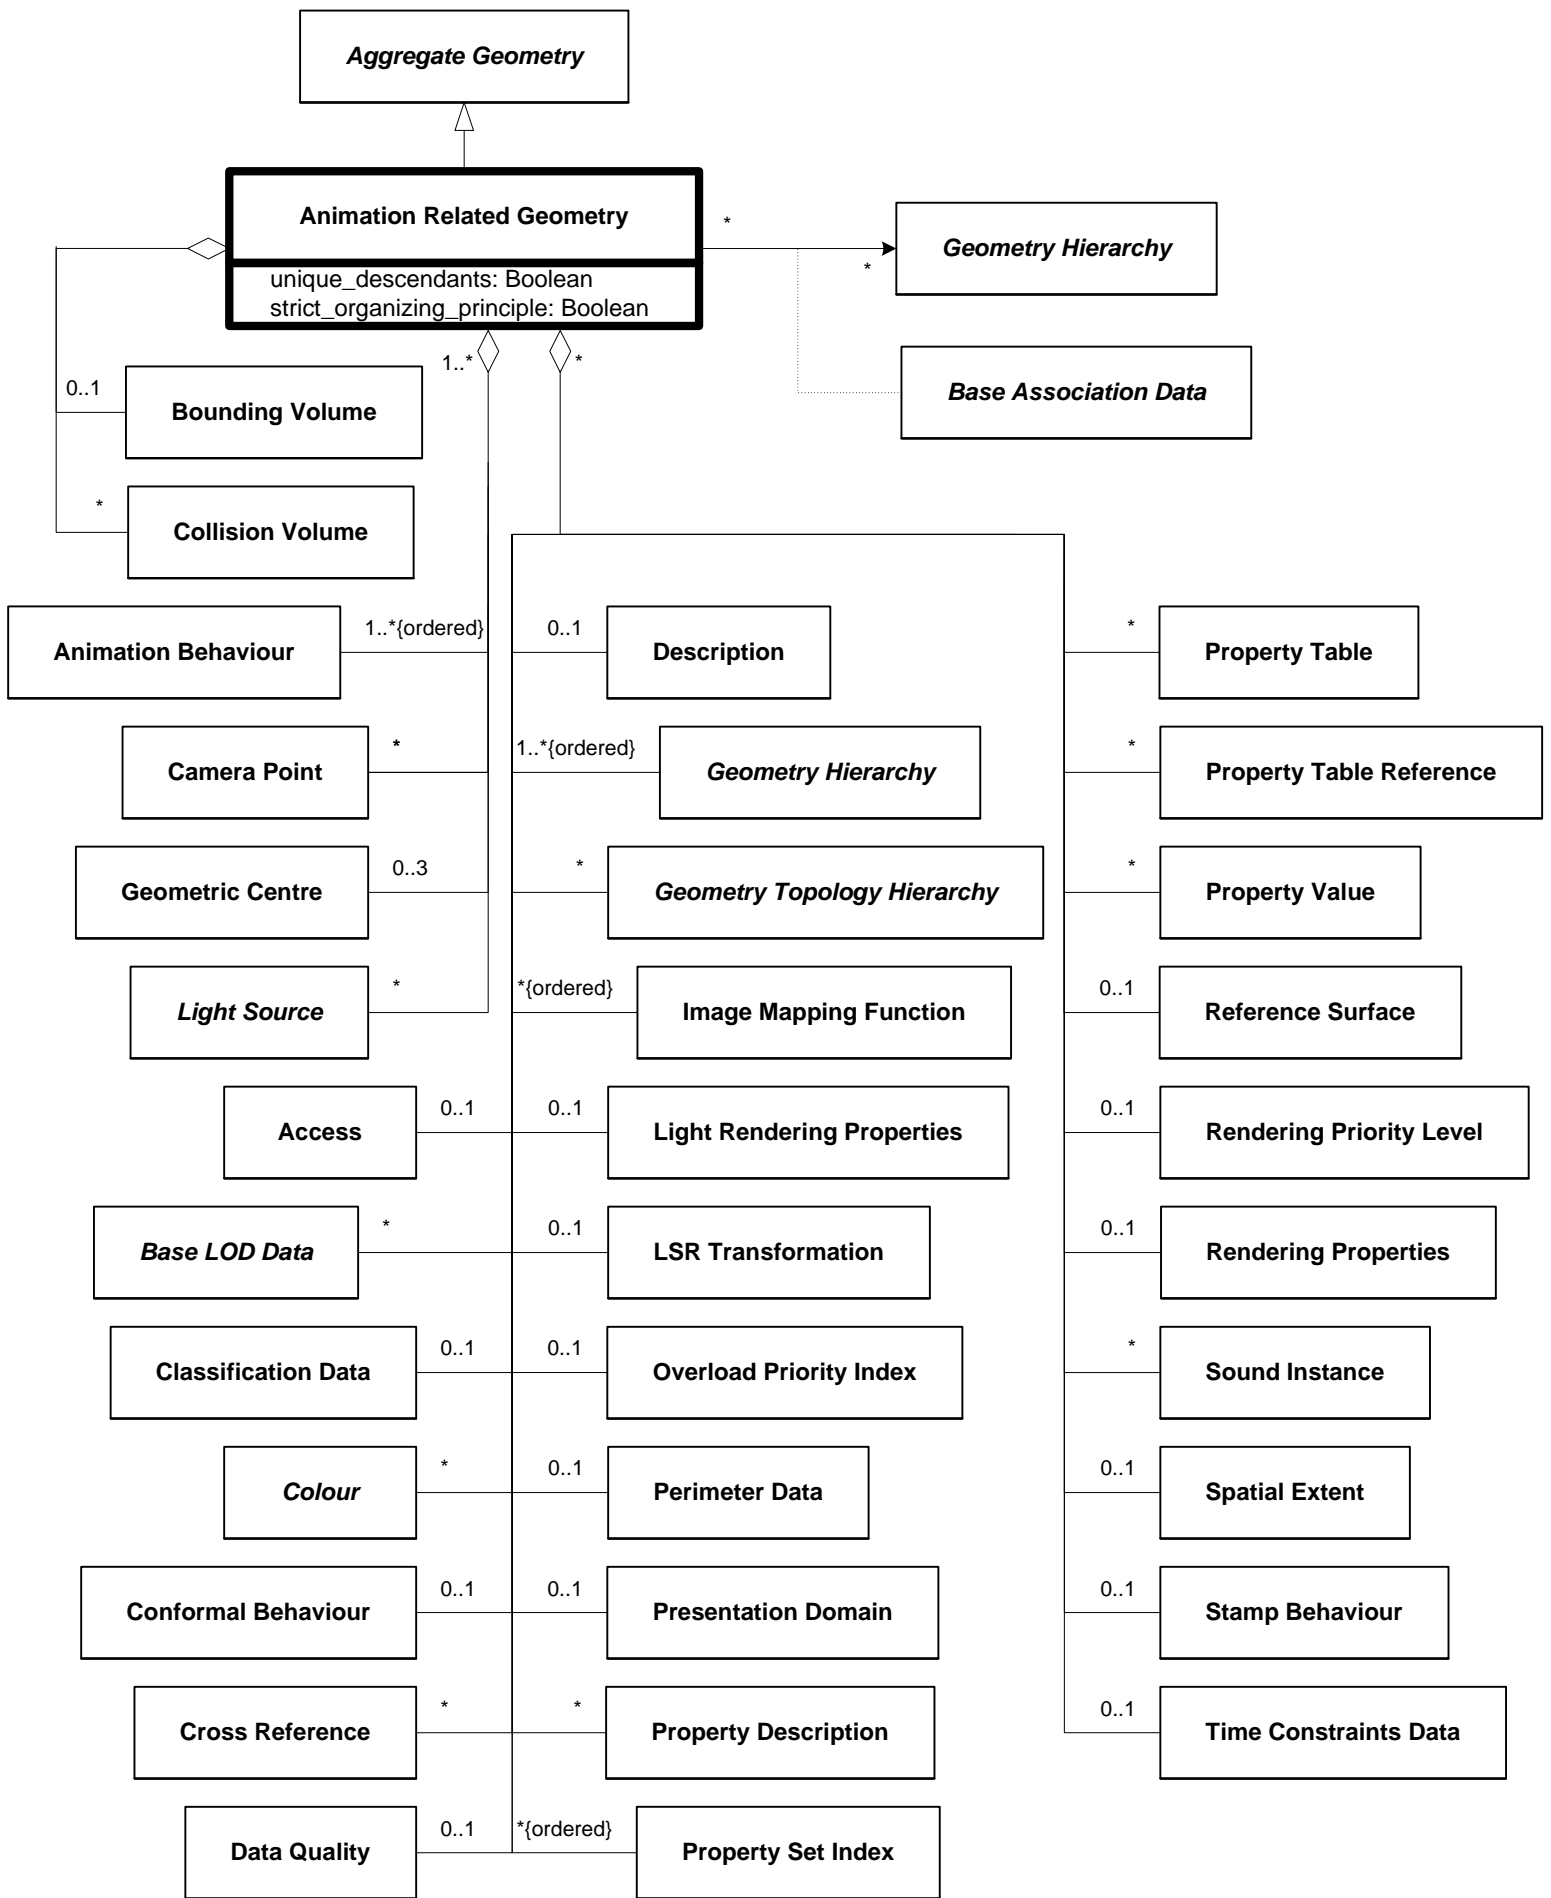 Aggregate Geometry
Animation Related Geometry
unique_descendants: Boolean
strict_organizing_principle: Boolean
*
*
Geometry Hierarchy
Base Association Data
1..*
*
0..1
Bounding Volume
*
Collision Volume
Animation Behaviour
1..*{ordered}
0..1
Description
*
Property Table
Camera Point
*
1..*{ordered}
Geometry Hierarchy
*
Property Table Reference
Geometric Centre
0..3
*
Geometry Topology Hierarchy
*
Property Value
Light Source
*
*{ordered}
Image Mapping Function
0..1
Reference Surface
Access
0..1
0..1
Light Rendering Properties
0..1
Rendering Priority Level
Base LOD Data
*
0..1
LSR Transformation
0..1
Rendering Properties
Classification Data
0..1
0..1
Overload Priority Index
*
Sound Instance
Colour
*
0..1
Perimeter Data
0..1
Spatial Extent
Conformal Behaviour
0..1
0..1
Presentation Domain
0..1
Stamp Behaviour
Cross Reference
*
*
Property Description
0..1
Time Constraints Data
Data Quality
0..1
*{ordered}
Property Set Index